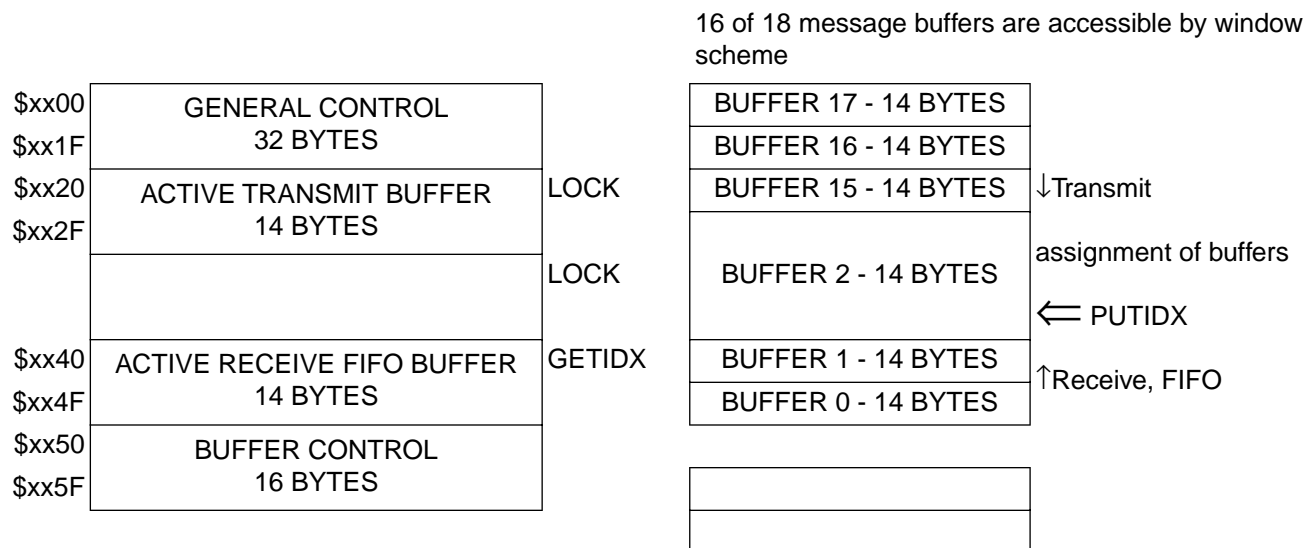 16 of 18 message buffers are accessible by window
scheme
$xx00
GENERAL CONTROL
32 BYTES
$xx1F
$xx20
ACTIVE TRANSMIT BUFFER
14 BYTES
LOCK
$xx2F
LOCK
$xx40
ACTIVE RECEIVE FIFO BUFFER
14 BYTES
GETIDX
$xx4F
$xx50
BUFFER CONTROL
16 BYTES
$xx5F
BUFFER 17 - 14 BYTES
BUFFER 16 - 14 BYTES
BUFFER 15 - 14 BYTES
↓Transmit
BUFFER 2 - 14 BYTES
assignment of buffers
⇐ PUTIDX
BUFFER 1 - 14 BYTES
↑Receive, FIFO
BUFFER 0 - 14 BYTES